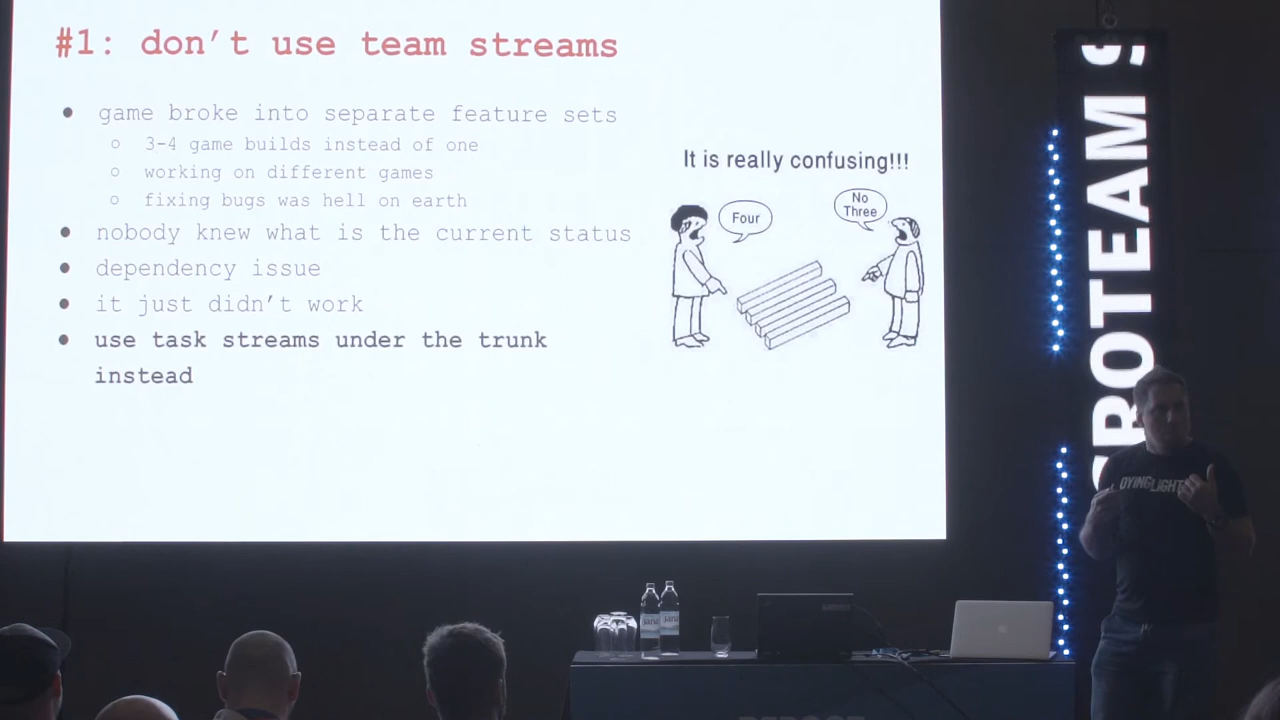 #1: don't use team streams
● game broke into separate feature sets
○ 3-4 game builds instead of one
○ working on different games
○ fixing bugs was hell on earth
● nobody knew what is the current status
● dependency issue
● it just didn't work
● use task streams under the trunk
instead
It is really confusing!!!
Four
No
Three
DYING LIGHT
sana